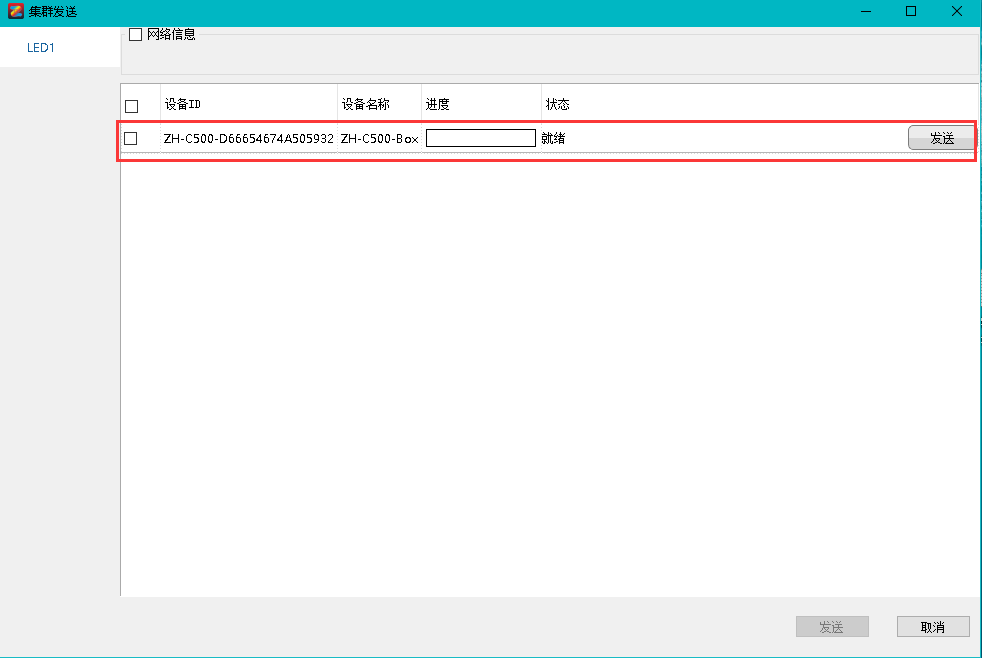 集群发送
LED1
网络信息
设备ID 设备名称 进度 状态
ZH-C500-D66654674A505932 ZH-C500-Box 就绪 发送
发送 取消